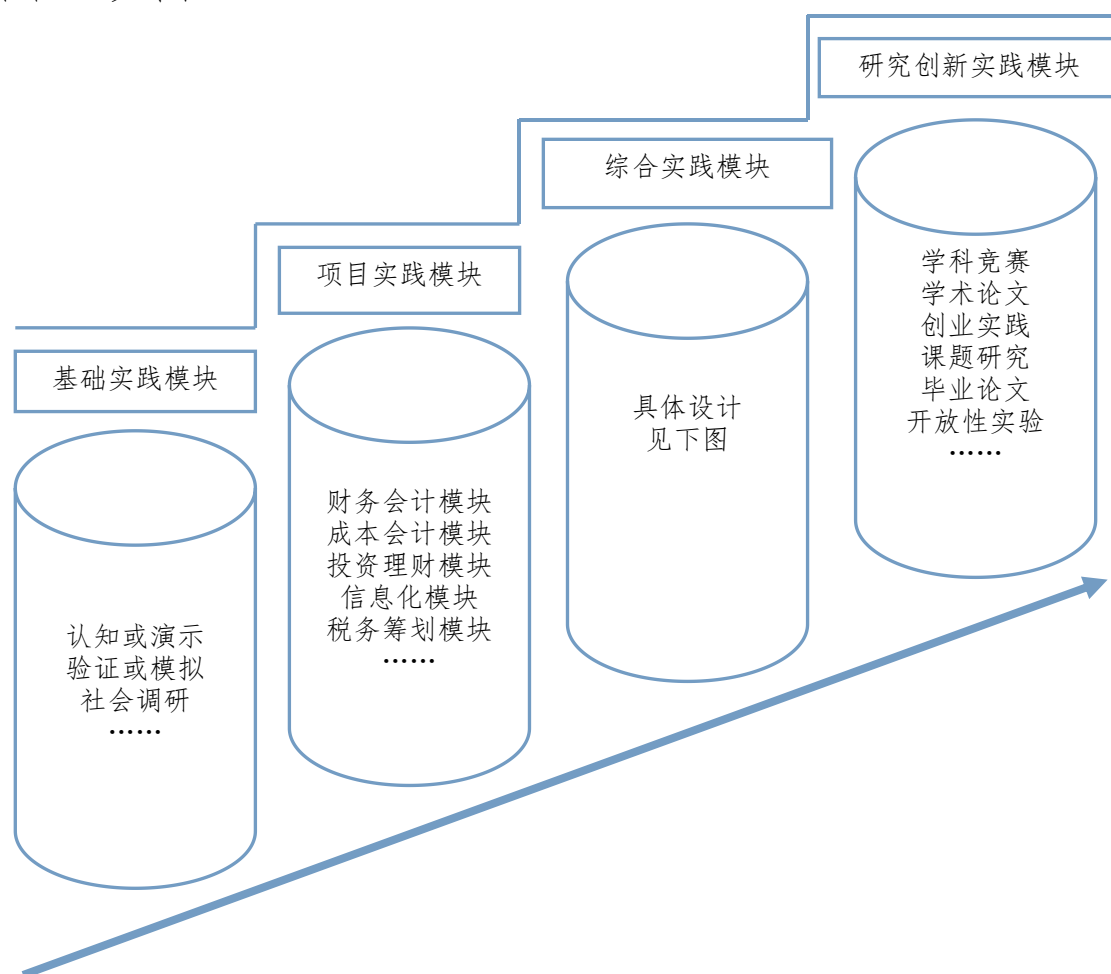 研究创新实践模块
综合实践模块
项目实践模块
基础实践模块
学科竞赛
学术论文
创业实践
课题研究
毕业论文
开放性实验
……
具体设计
见下图
财务会计模块
成本会计模块
投资理财模块
信息化模块
税务筹划模块
……
认知或演示
验证或模拟
社会调研
……